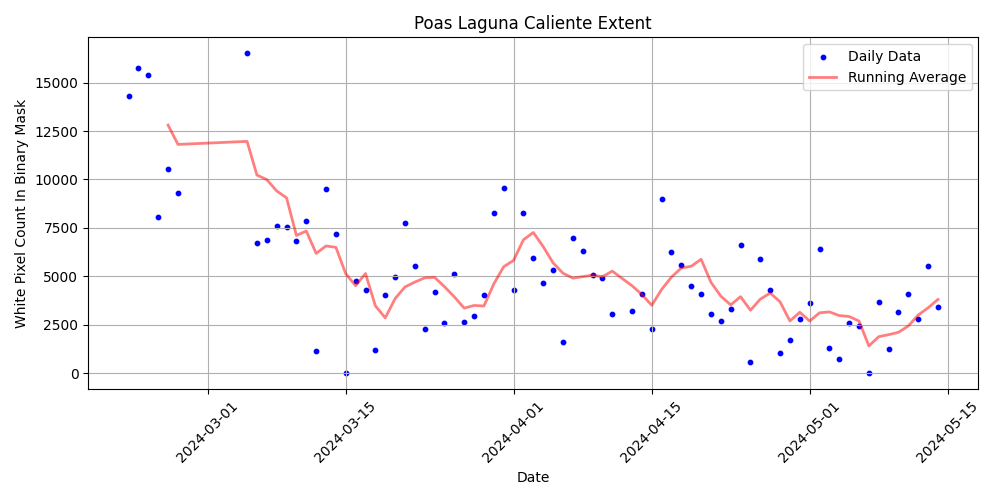 Poas Laguna Caliente Extent
White Pixel Count In Binary Mask
15000
12500
10000
7500
5000
2500
0
Daily Data
Running Average
2024-03-01
2024-03-15
2024-04-01
2024-04-15
2024-05-01
2024-05-15
Date